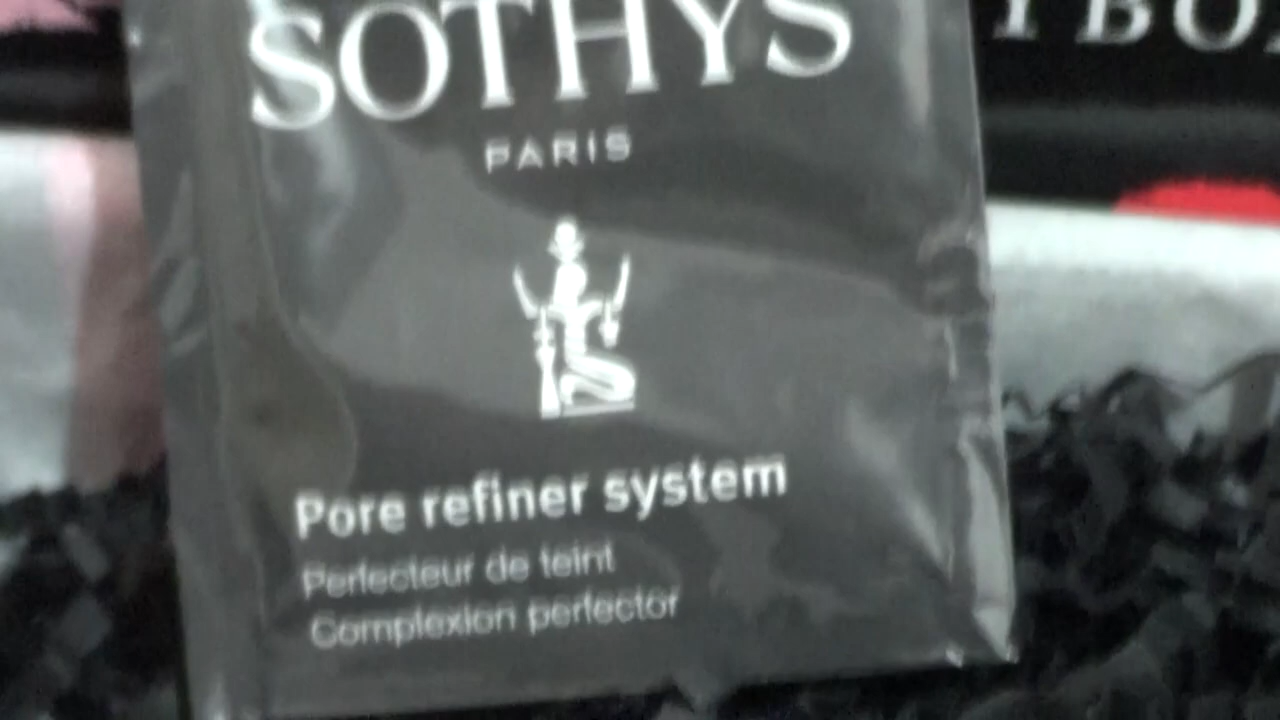 SOTHYS
PARIS
Pore refiner system
Perfecteur de teint
Complexion perfector